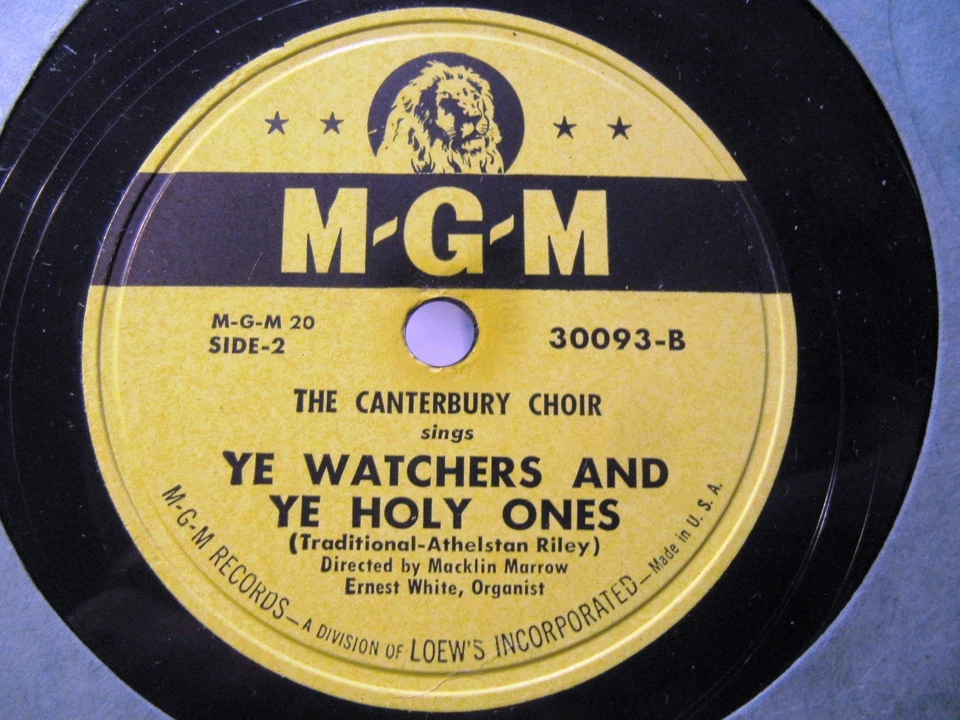 M-G-M
M-G-M 20
SIDE-2
30093-B
THE CANTERBURY CHOIR
sings
YE WATCHERS AND
YE HOLY ONES
(Traditional-Athelstan Riley)
Directed by Macklin Marrow
Ernest White, Organist
M-G-M RECORDS—A DIVISION OF LOEW'S INCORPORATED—Made in U. S. A.